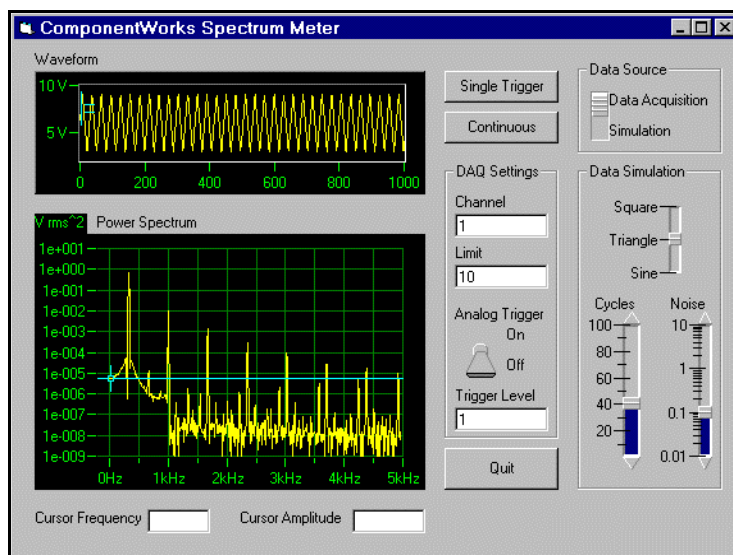 ComponentWorks Spectrum Meter
Waveform
10 V
5 V
0 200 400 600 800 1000
V rms^2 Power Spectrum
1e+001
1e+000
1e-001
1e-002
1e-003
1e-004
1e-005
1e-006
1e-007
1e-008
1e-009
0Hz 1kHz 2kHz 3kHz 4kHz 5kHz
Cursor Frequency Cursor Amplitude
Single Trigger
Continuous
DAQ Settings
Channel
1
Limit
10
Analog Trigger
On
Off
Trigger Level
1
Quit
Data Source
Data Acquisition
Simulation
Data Simulation
Square
Triangle
Sine
Cycles
100
80
60
40
20
Noise
10
1
0.1
0.01